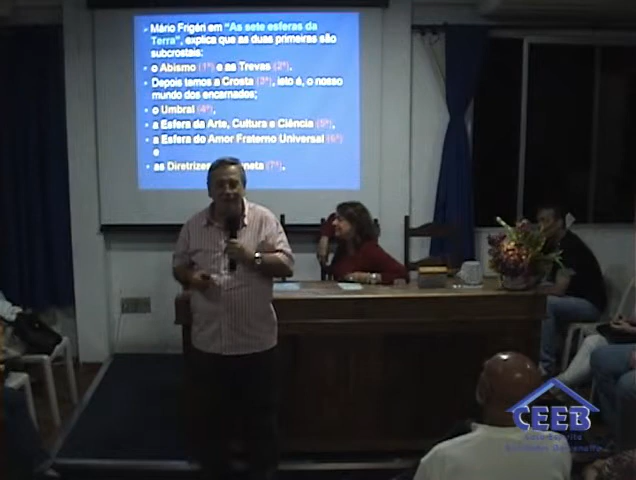 Mário Frigéri em "As sete esferas da
Terra", explica que as duas primeiras são
subcrostais:
• o Abismo (1ª) e as Trevas (2ª),
• Depois temos a Crosta (3ª), isto é, o nosso
mundo dos encarnados;
• o Umbral (4ª),
• a Esfera da Arte, Cultura e Ciência (5ª),
• a Esfera do Amor Fraterno Universal (6ª)
e
• as Diretrizes neta (7ª).
CEEB